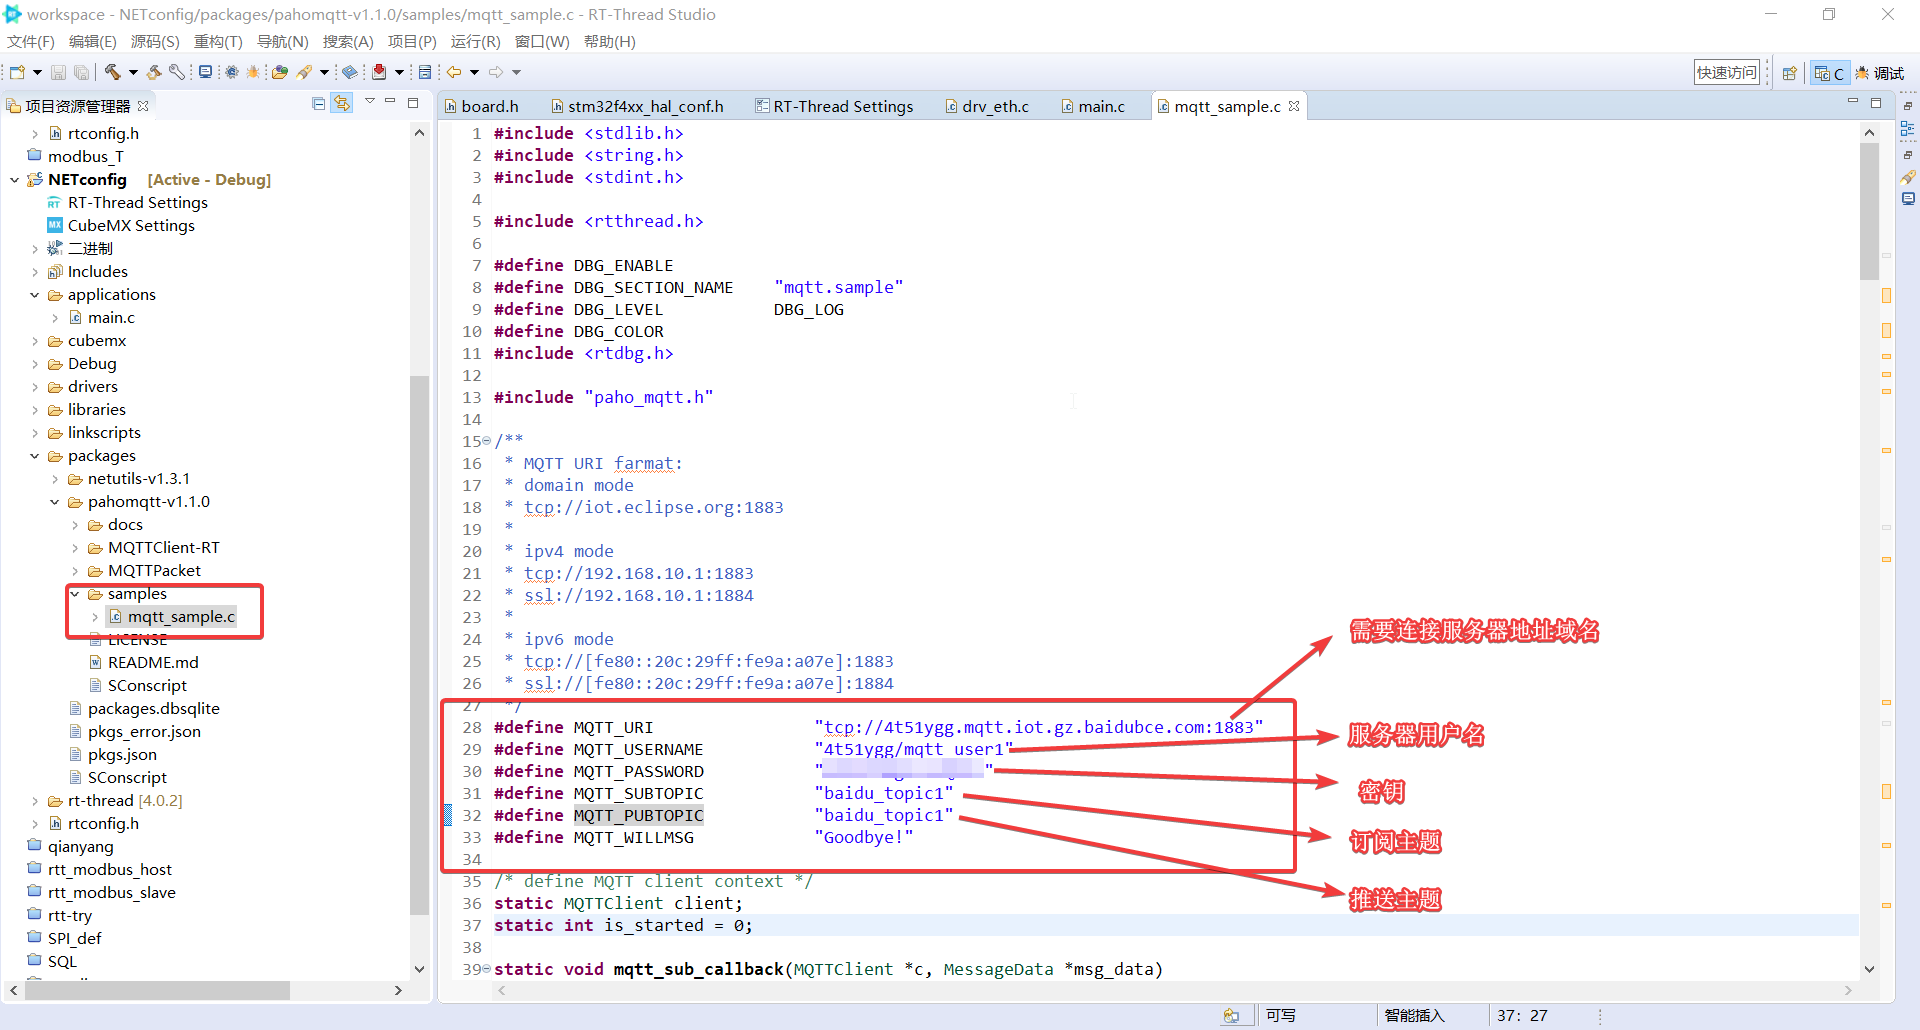 workspace - NETconfig/packages/pahomqtt-v1.1.0/samples/mqtt_sample.c - RT-Thread Studio
文件(F) 编辑(E) 源码(S) 重构(T) 导航(N) 搜索(A) 项目(P) 运行(R) 窗口(W) 帮助(H)
快速访问 C 调试
项目资源管理器
rtconfig.h
modbus_T
NETconfig [Active - Debug]
RT-Thread Settings
CubeMX Settings
二进制
Includes
applications
main.c
cubemx
Debug
drivers
libraries
linkscripts
packages
netutils-v1.3.1
pahomqtt-v1.1.0
docs
MQTTClient-RT
MQTTPacket
samples
mqtt_sample.c
LICENSE
README.md
SConscript
packages.dbsqlite
pkgs_error.json
pkgs.json
SConscript
rt-thread [4.0.2]
rtconfig.h
qianyang
rtt_modbus_host
rtt_modbus_slave
rtt-try
SPI_def
SQL
board.h stm32f4xx_hal_conf.h RT-Thread Settings drv_eth.c main.c mqtt_sample.c
1 #include <stdlib.h>
2 #include <string.h>
3 #include <stdint.h>
4
5 #include <rtthread.h>
6
7 #define DBG_ENABLE
8 #define DBG_SECTION_NAME "mqtt.sample"
9 #define DBG_LEVEL DBG_LOG
10 #define DBG_COLOR
11 #include <rtdbg.h>
12
13 #include "paho_mqtt.h"
14
15 /**
16 * MQTT URI farmat:
17 * domain mode
18 * tcp://iot.eclipse.org:1883
19 *
20 * ipv4 mode
21 * tcp://192.168.10.1:1883
22 * ssl://192.168.10.1:1884
23 *
24 * ipv6 mode
25 * tcp://[fe80::20c:29ff:fe9a:a07e]:1883
26 * ssl://[fe80::20c:29ff:fe9a:a07e]:1884
27 */
28 #define MQTT_URI "tcp://4t51ygg.mqtt.iot.gz.baidubce.com:1883"
29 #define MQTT_USERNAME "4t51ygg/mqtt_user1"
30 #define MQTT_PASSWORD " "
31 #define MQTT_SUBTOPIC "baidu_topic1"
32 #define MQTT_PUBTOPIC "baidu_topic1"
33 #define MQTT_WILLMSG "Goodbye!"
34
35 /* define MQTT client context */
36 static MQTTClient client;
37 static int is_started = 0;
38
39 static void mqtt_sub_callback(MQTTClient *c, MessageData *msg_data)
需要连接服务器地址域名
服务器用户名
密钥
订阅主题
推送主题
可写 智能插入 37: 27